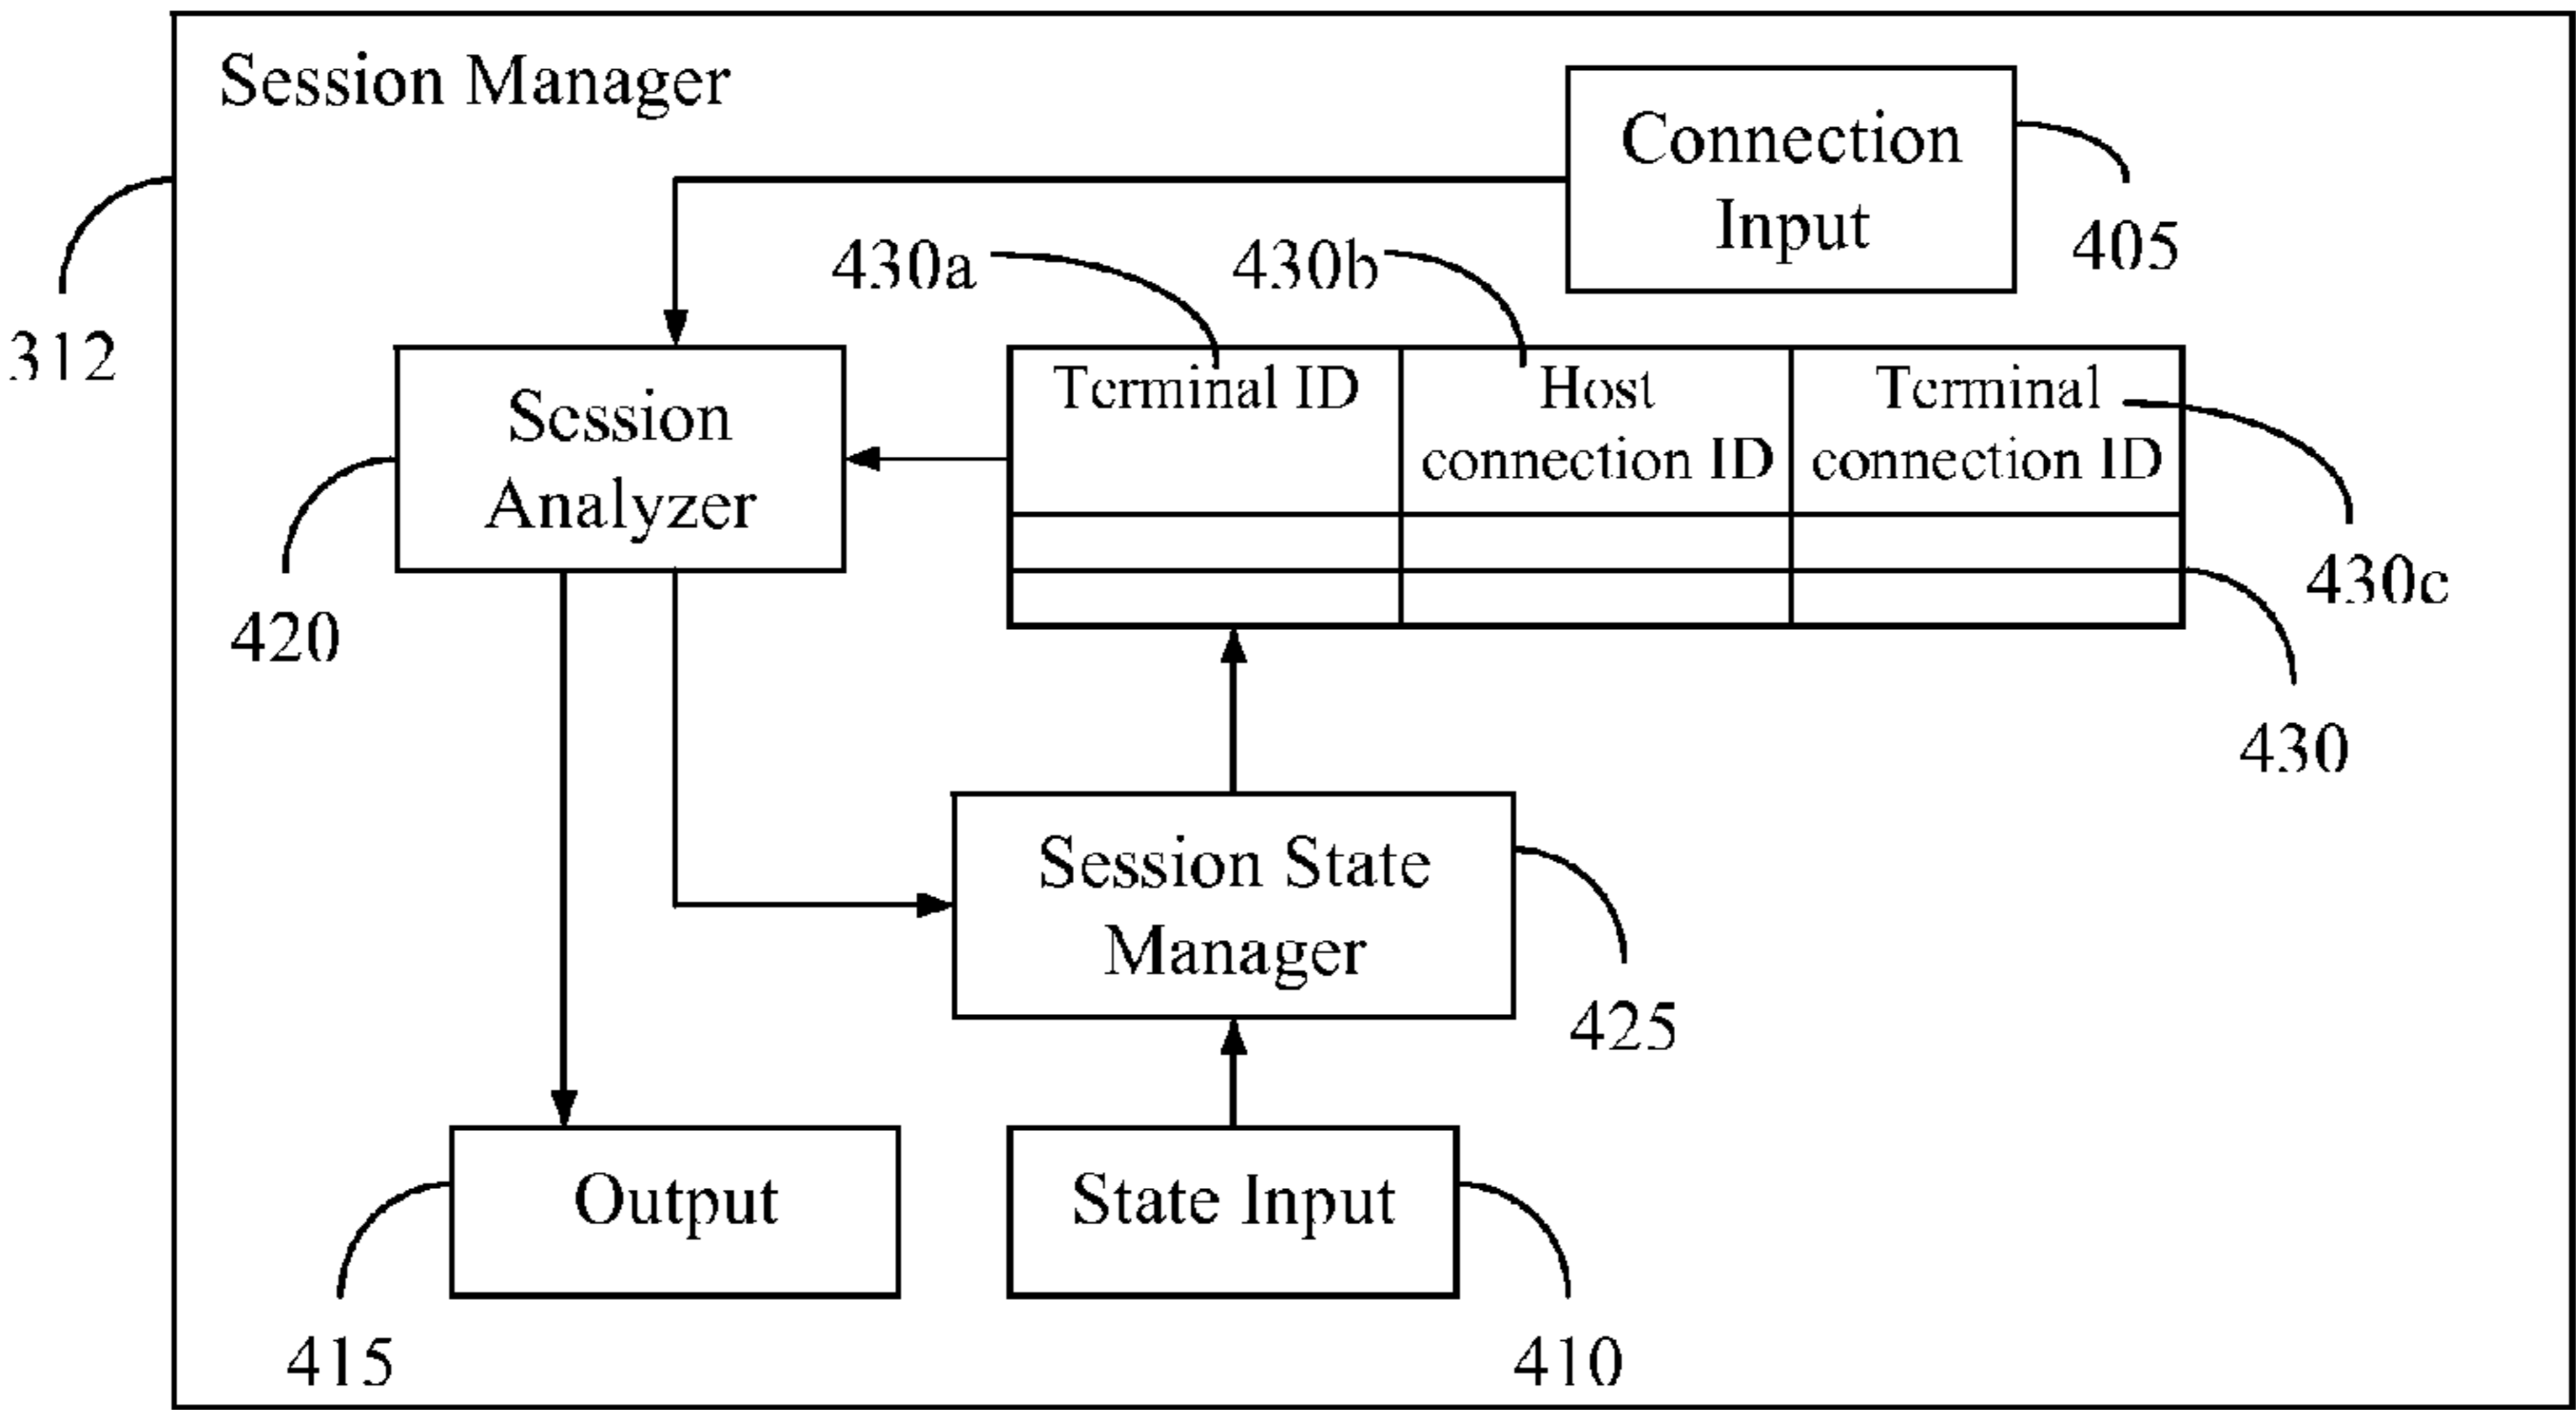 Session Manager
Connection
Input
405
430a
430b
312
Session
Analyzer
Terminal ID
Host
connection ID
Terminal
connection ID
420
430c
430
Session State
Manager
425
Output
State Input
415
410